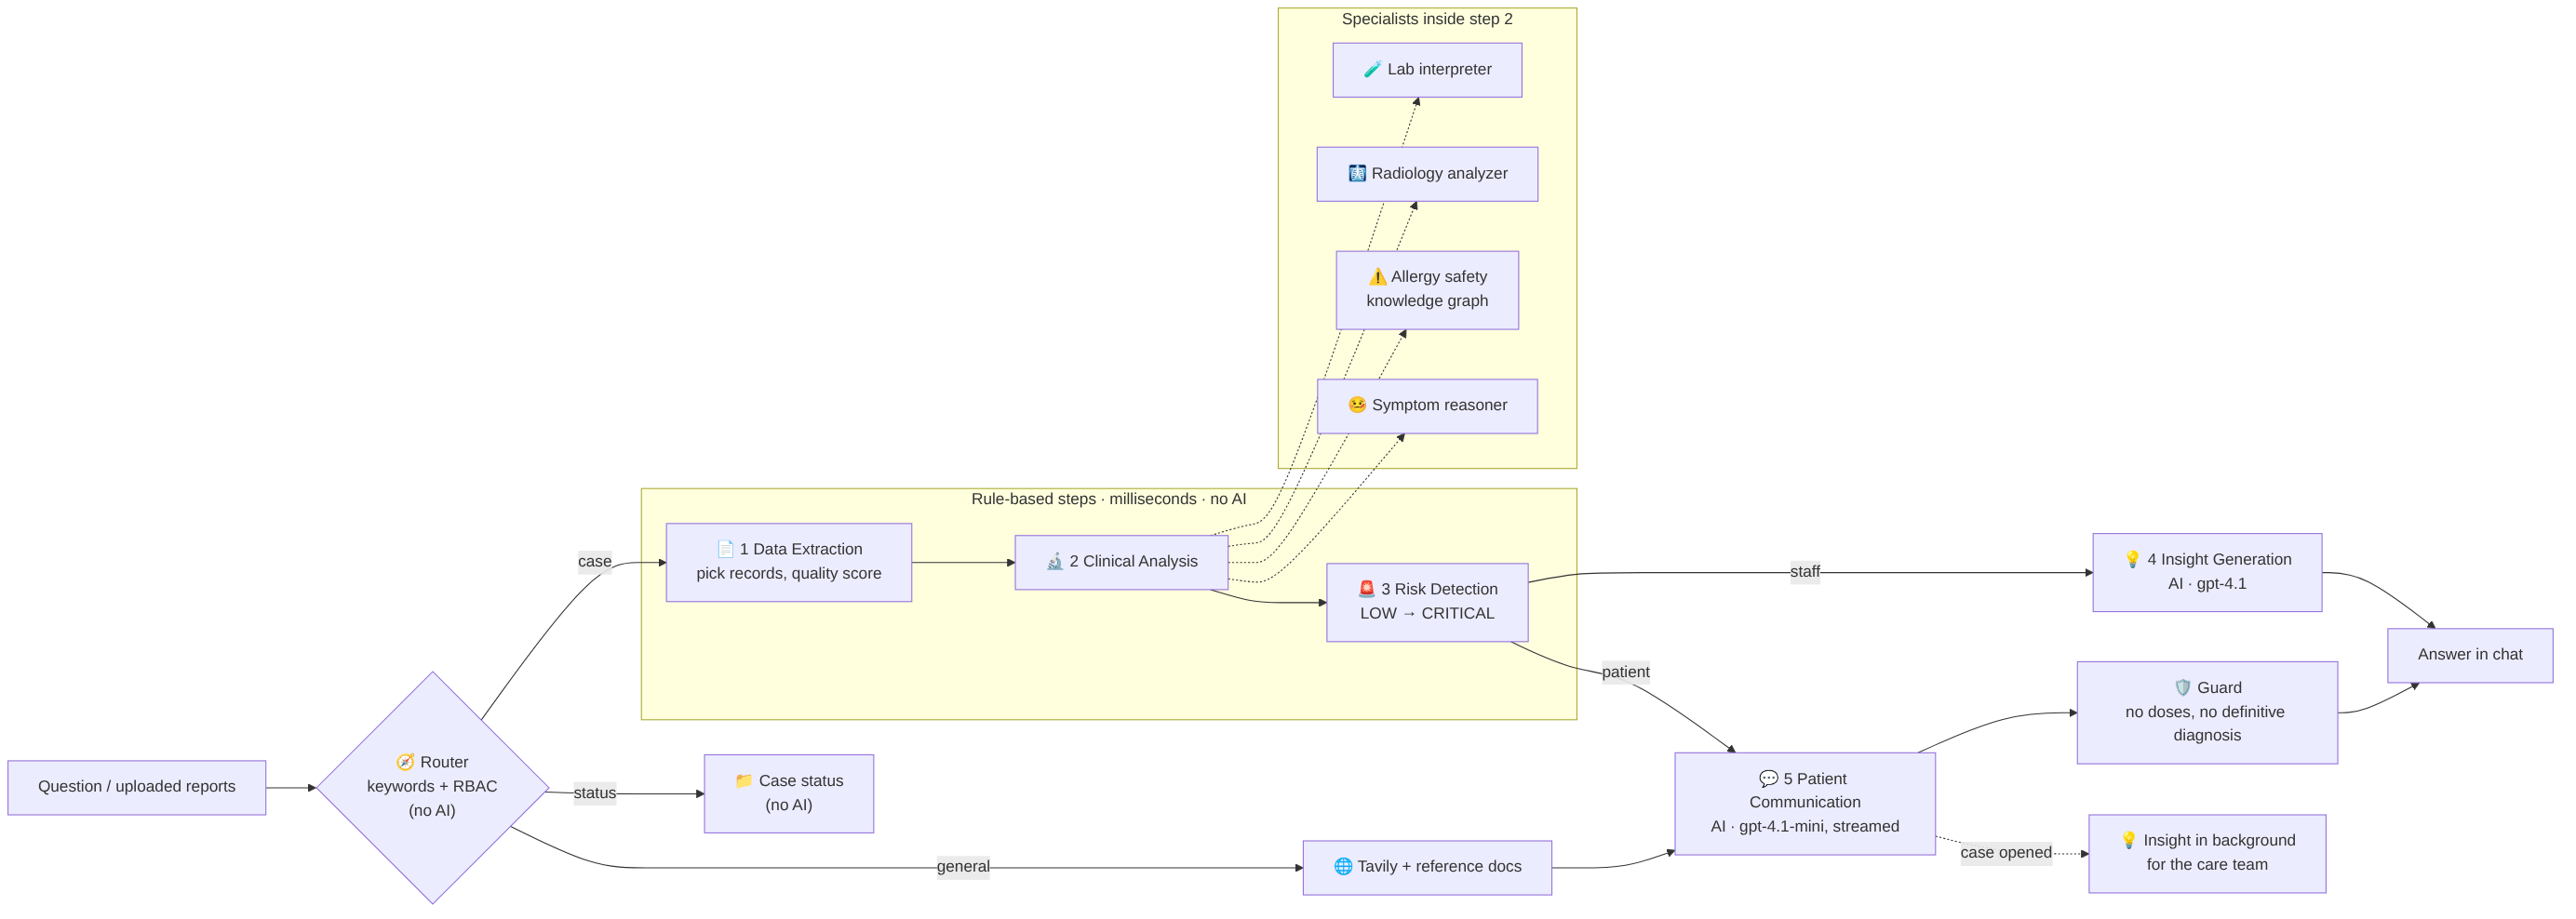 Specialists inside step 2
🧪 Lab interpreter
🩻 Radiology analyzer
⚠️ Allergy safety
knowledge graph
🤒 Symptom reasoner
Rule-based steps · milliseconds · no AI
case
📄 1 Data Extraction
pick records, quality score
🔬 2 Clinical Analysis
🚨 3 Risk Detection
LOW → CRITICAL
staff
💡 4 Insight Generation
AI · gpt-4.1
Answer in chat
patient
🛡️ Guard
no doses, no definitive
diagnosis
Question / uploaded reports
🧭 Router
keywords + RBAC
(no AI)
status
📁 Case status
(no AI)
💬 5 Patient
Communication
AI · gpt-4.1-mini, streamed
general
🌐 Tavily + reference docs
case opened
💡 Insight in background
for the care team